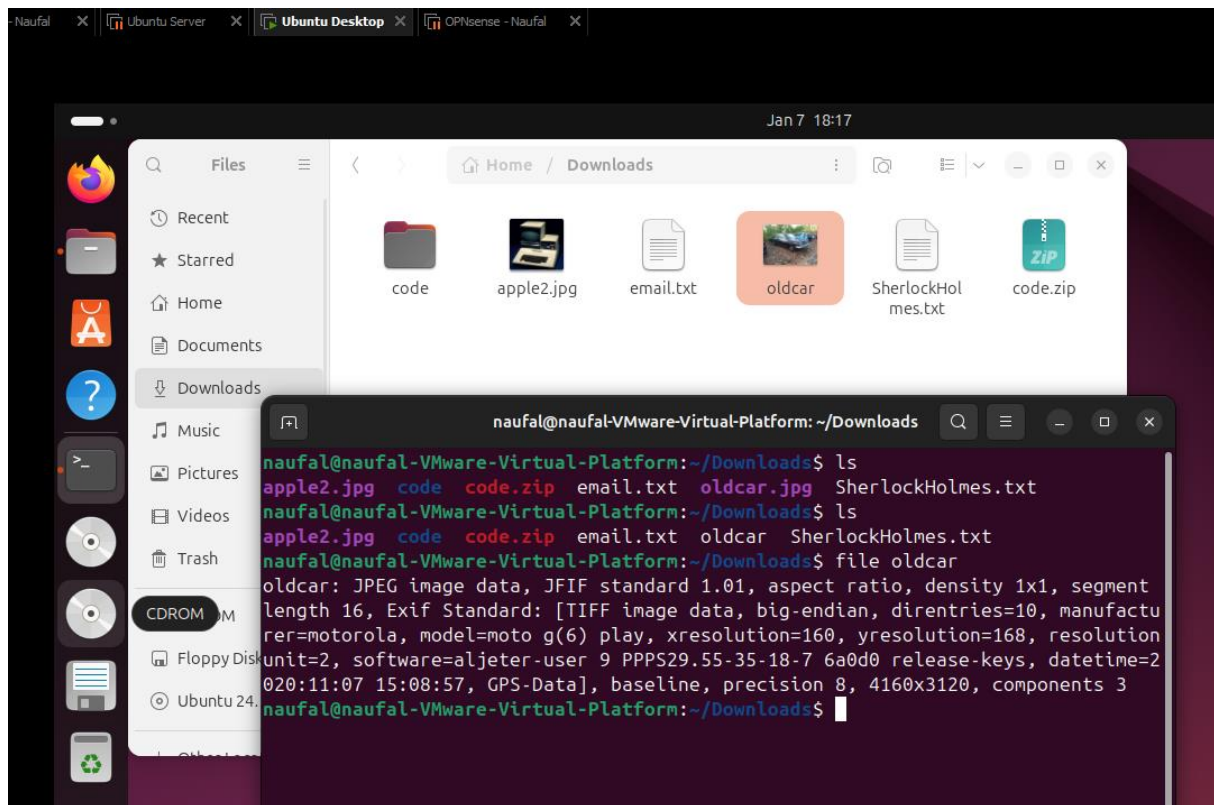 - Naufal
Ubuntu Server
Ubuntu Desktop
OPNsense - Naufal
Jan 7 18:17
Files
Home / Downloads
Recent
Starred
Home
Documents
Downloads
Music
Pictures
Videos
Trash
CDROM
M
Floppy Disk
Ubuntu 24.
code
apple2.jpg
email.txt
oldcar
SherlockHol
mes.txt
code.zip
ZIP
naufal@naufal-VMware-Virtual-Platform: ~/Downloads
naufal@naufal-VMware-Virtual-Platform:~/Downloads$ ls
apple2.jpg code code.zip email.txt oldcar.jpg SherlockHolmes.txt
naufal@naufal-VMware-Virtual-Platform:~/Downloads$ ls
apple2.jpg code code.zip email.txt oldcar SherlockHolmes.txt
naufal@naufal-VMware-Virtual-Platform:~/Downloads$ file oldcar
oldcar: JPEG image data, JFIF standard 1.01, aspect ratio, density 1x1, segment
length 16, Exif Standard: [TIFF image data, big-endian, direntries=10, manufactu
rer=motorola, model=moto g(6) play, xresolution=160, yresolution=168, resolution
unit=2, software=aljeter-user 9 PPPS29.55-35-18-7 6a0d0 release-keys, datetime=2
020:11:07 15:08:57, GPS-Data], baseline, precision 8, 4160x3120, components 3
naufal@naufal-VMware-Virtual-Platform:~/Downloads$